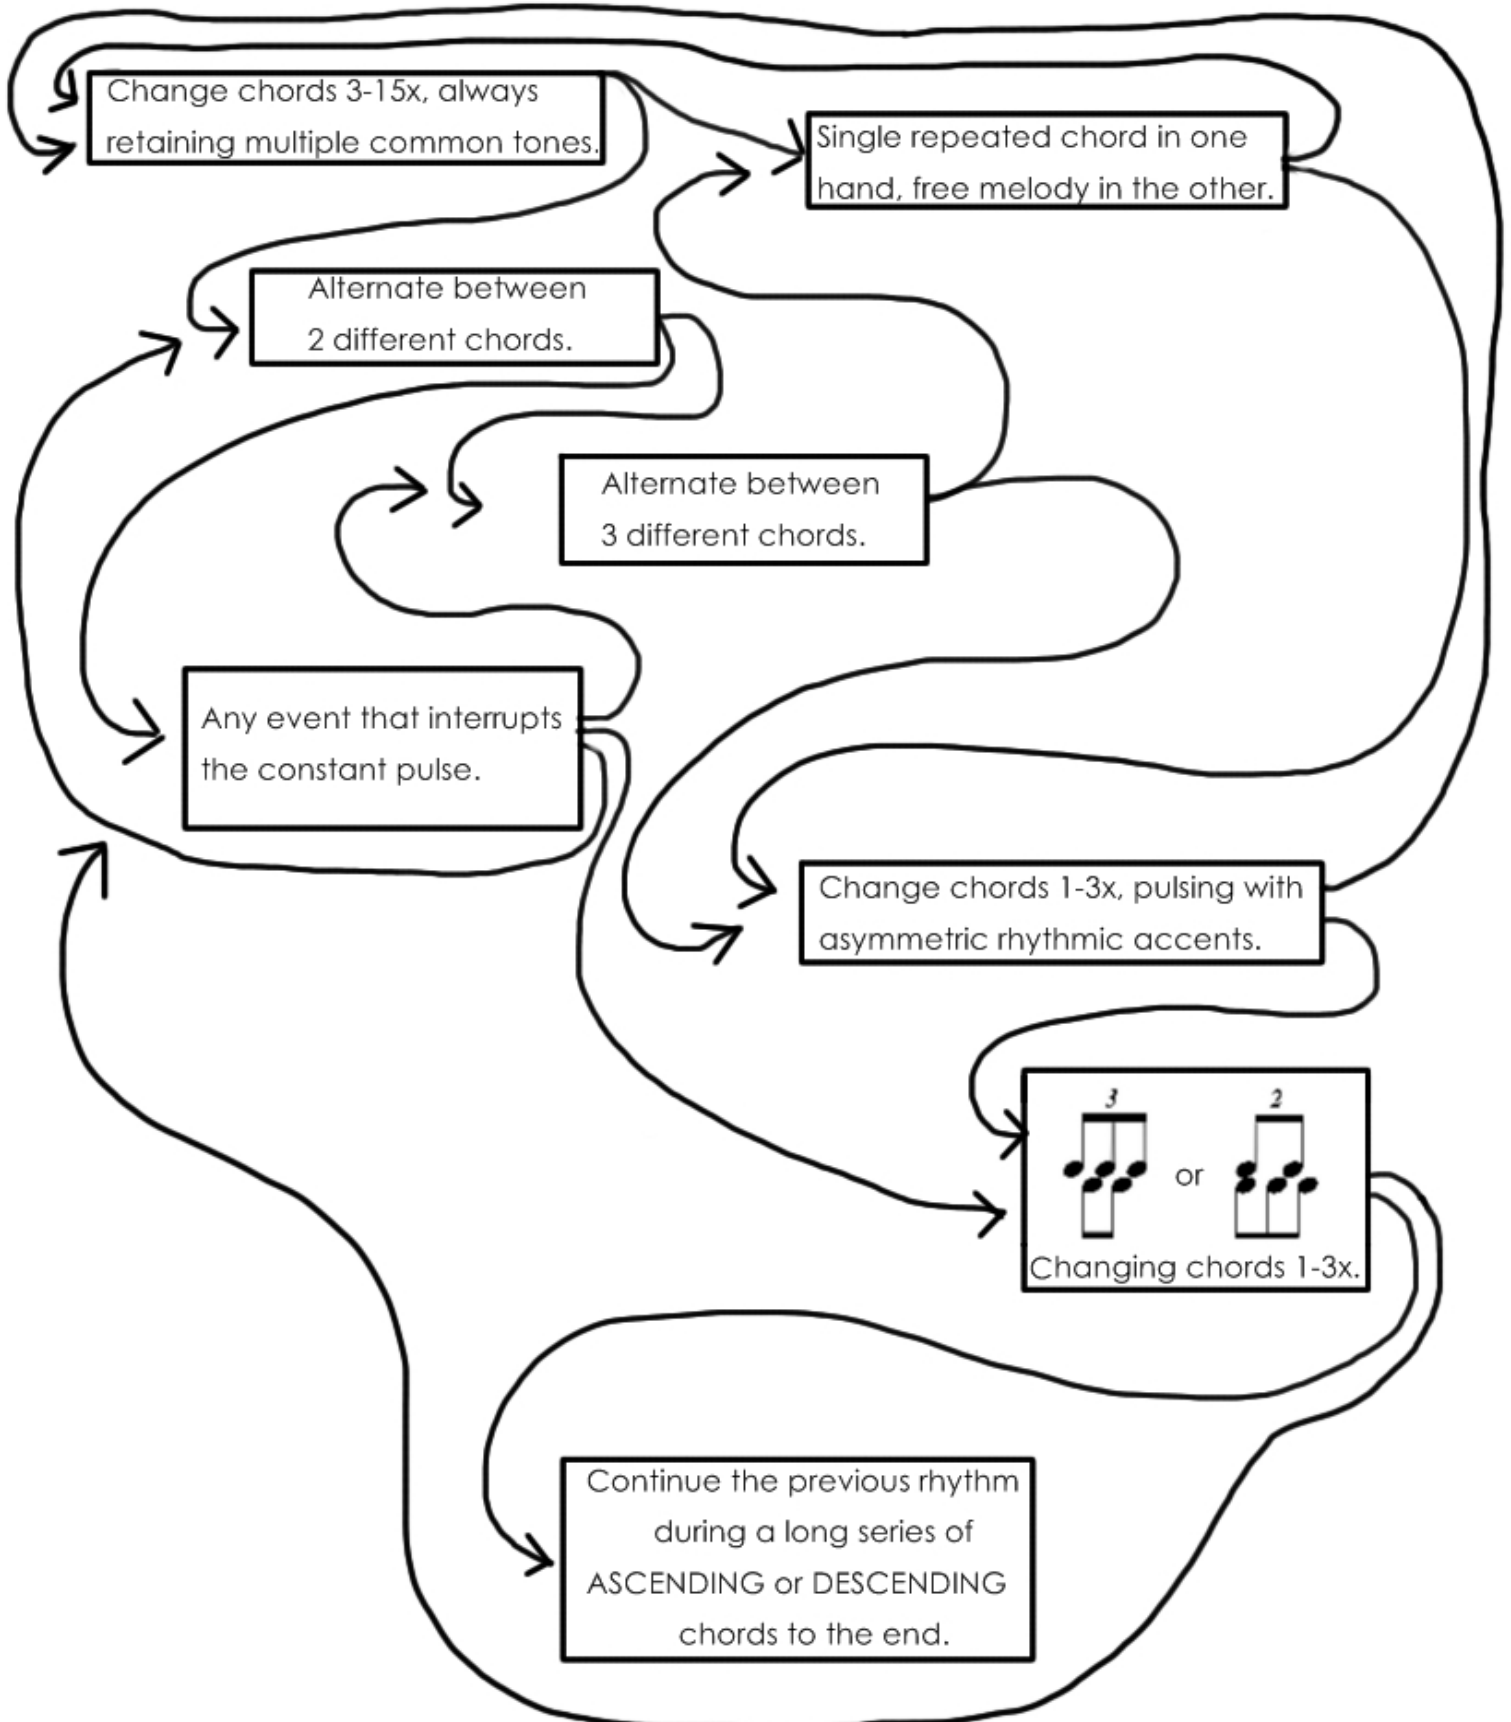 Change chords 3-15x, always
retaining multiple common tones.
Single repeated chord in one
hand, free melody in the other.
Alternate between
2 different chords.
Alternate between
3 different chords.
Any event that interrupts
the constant pulse.
Change chords 1-3x, pulsing with
asymmetric rhythmic accents.
3 2
or
Changing chords 1-3x.
Continue the previous rhythm
during a long series of
ASCENDING or DESCENDING
chords to the end.